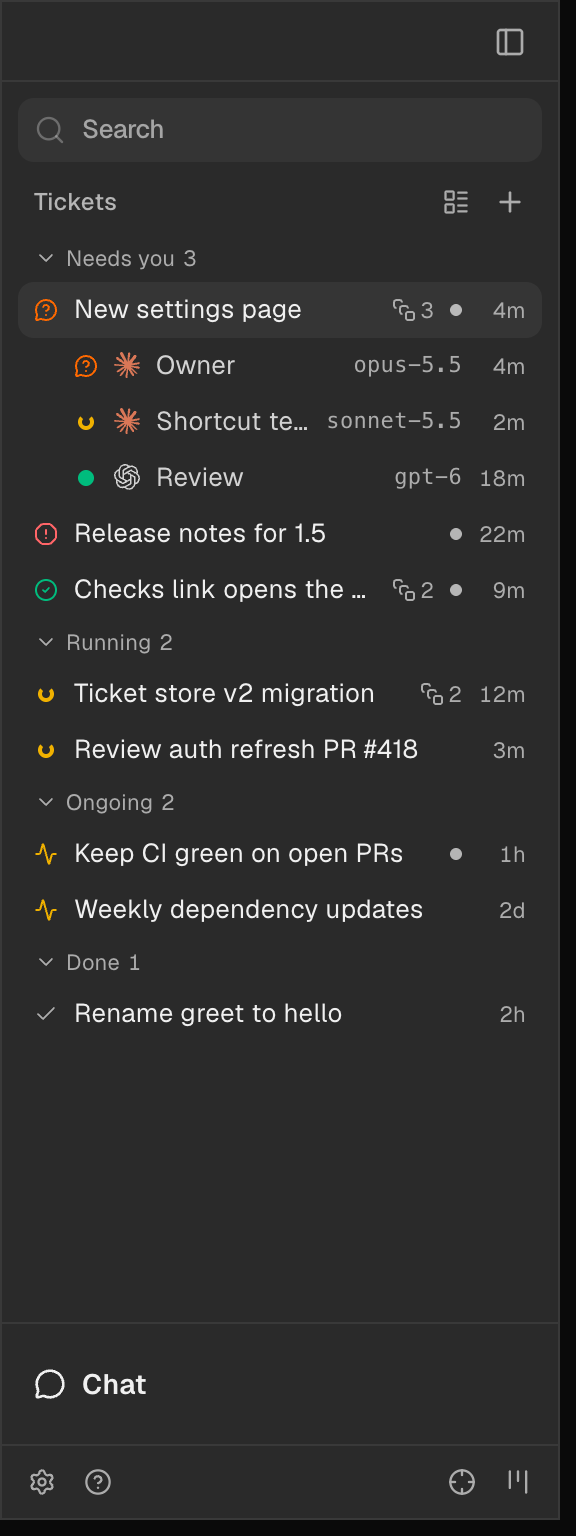 Search
Tickets
Needs you 3
New settings page 3 4m
Owner opus-5.5 4m
Shortcut te... sonnet-5.5 2m
Review gpt-6 18m
Release notes for 1.5 22m
Checks link opens the ... 2 9m
Running 2
Ticket store v2 migration 2 12m
Review auth refresh PR #418 3m
Ongoing 2
Keep CI green on open PRs 1h
Weekly dependency updates 2d
Done 1
Rename greet to hello 2h
Chat